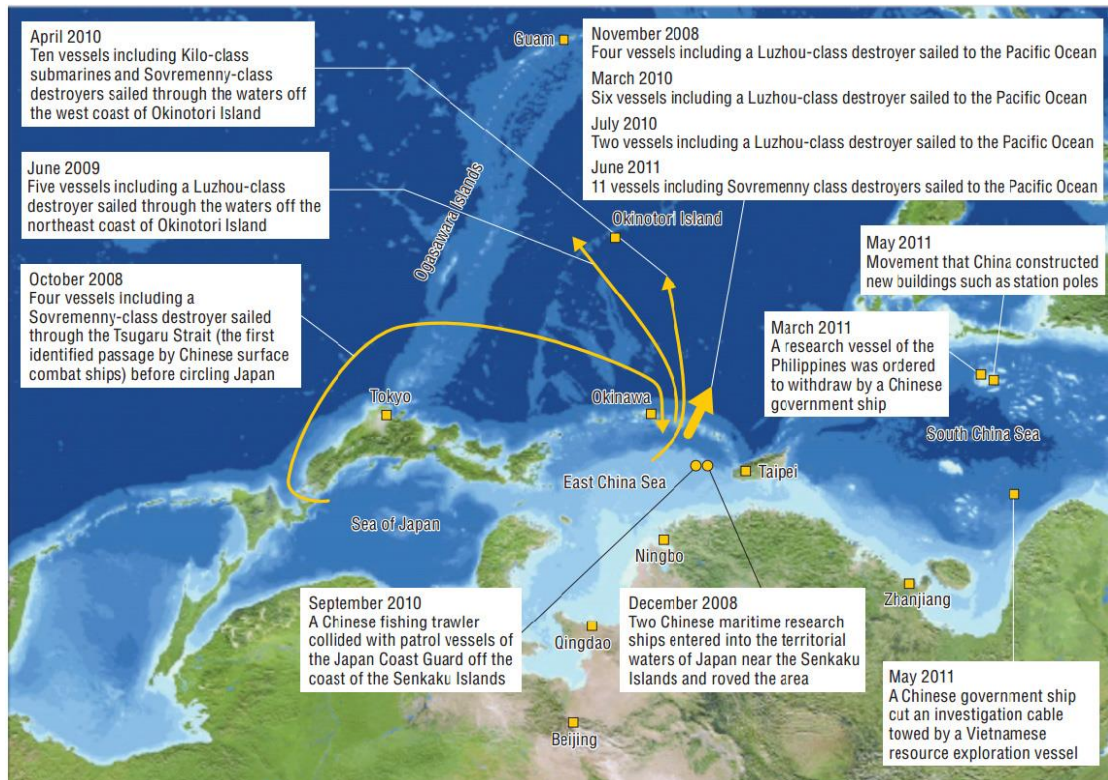 April 2010
Ten vessels including Kilo-class
submarines and Sovremenny-class
destroyers sailed through the waters off
the west coast of Okinotori Island
June 2009
Five vessels including a Luzhou-class
destroyer sailed through the waters off the
northeast coast of Okinotori Island
October 2008
Four vessels including a
Sovremenny-class destroyer sailed
through the Tsugaru Strait (the first
identified passage by Chinese surface
combat ships) before circling Japan
Guam
November 2008
Four vessels including a Luzhou-class destroyer sailed to the Pacific Ocean
March 2010
Six vessels including a Luzhou-class destroyer sailed to the Pacific Ocean
July 2010
Two vessels including a Luzhou-class destroyer sailed to the Pacific Ocean
June 2011
11 vessels including Sovremenny class destroyers sailed to the Pacific Ocean
Ogasawara Islands
Okinotori Island
May 2011
Movement that China constructed
new buildings such as station poles
March 2011
A research vessel of the
Philippines was ordered
to withdraw by a Chinese
government ship
Tokyo
Okinawa
South China Sea
East China Sea
Taipei
Sea of Japan
Ningbo
Zhanjiang
September 2010
A Chinese fishing trawler
collided with patrol vessels of
the Japan Coast Guard off the
coast of the Senkaku Islands
Qingdao
December 2008
Two Chinese maritime research
ships entered into the territorial
waters of Japan near the Senkaku
Islands and roved the area
Beijing
May 2011
A Chinese government ship
cut an investigation cable
towed by a Vietnamese
resource exploration vessel